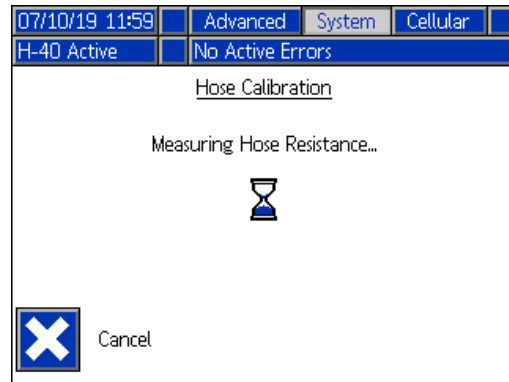 07/10/19 11:59 Advanced System Cellular
H-40 Active No Active Errors
Hose Calibration
Measuring Hose Resistance...
Cancel